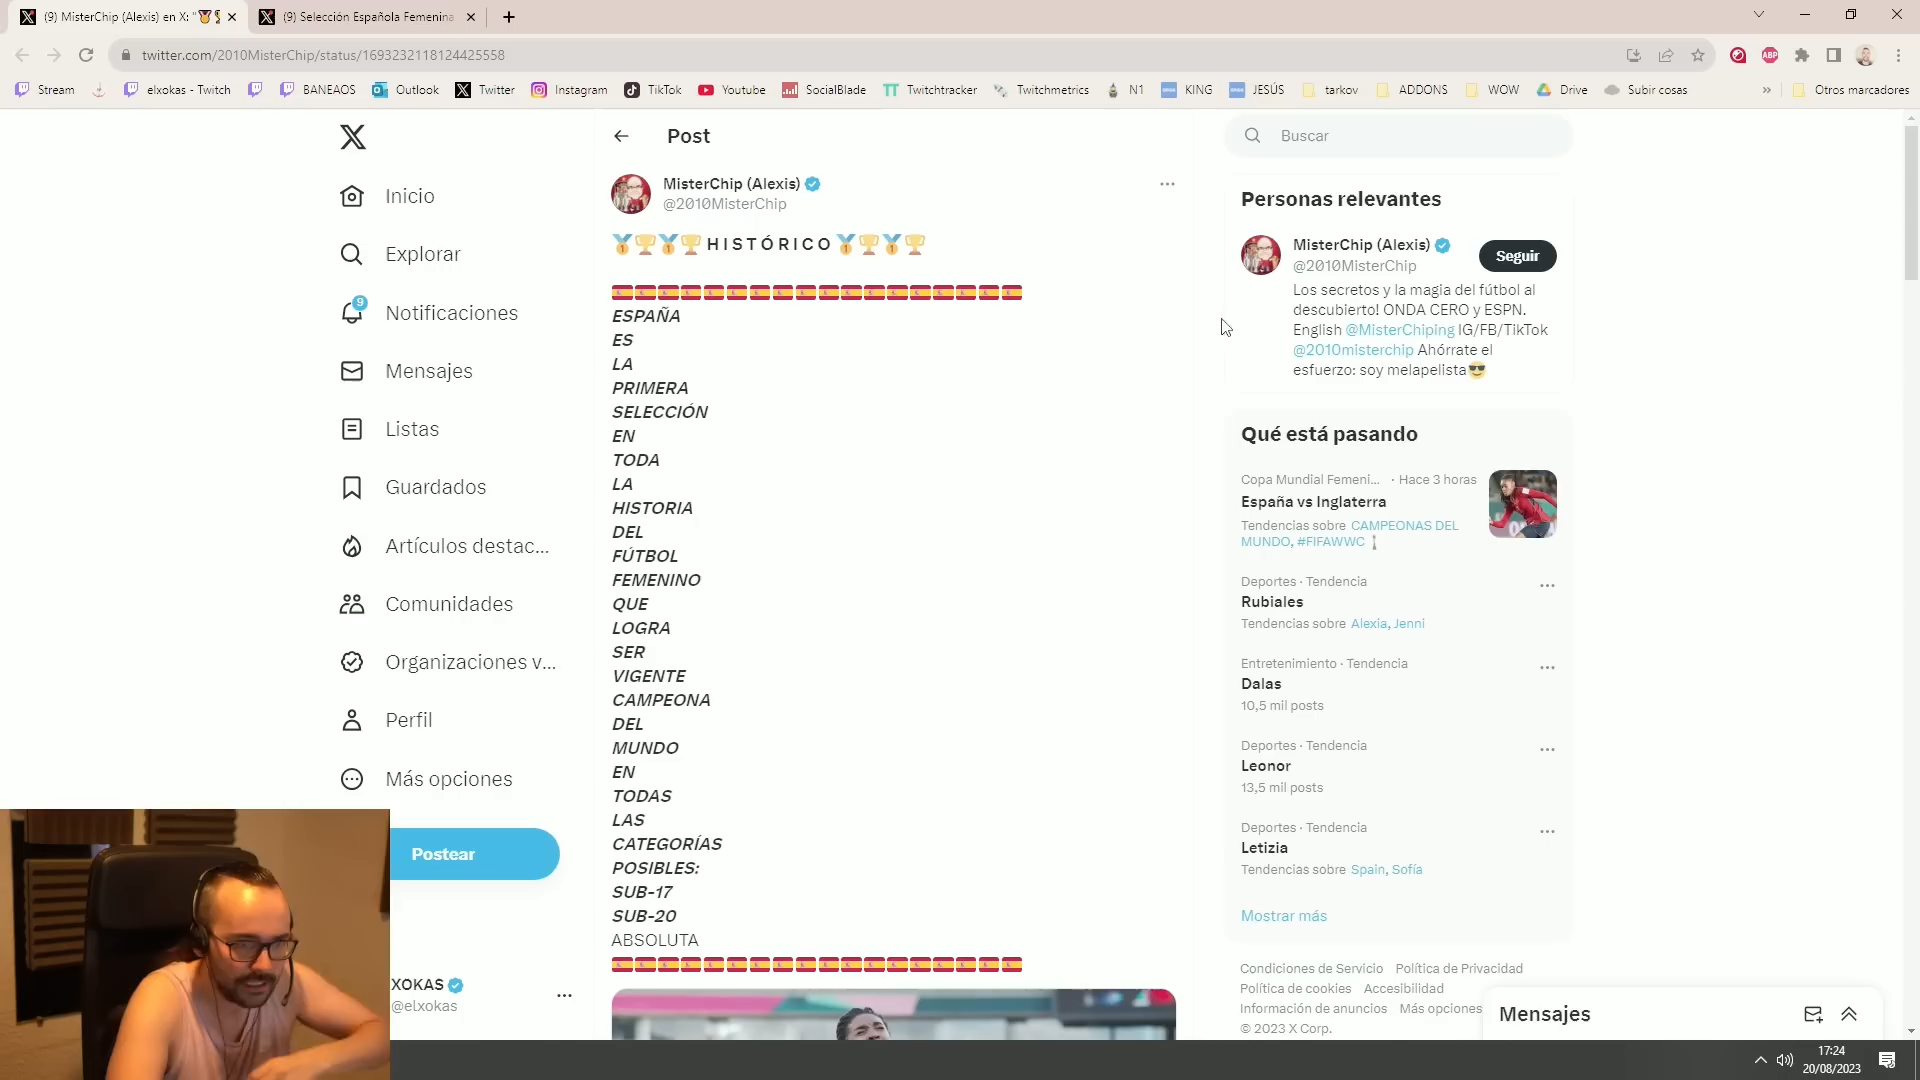 (9) MisterChip (Alexis) en X: "
(9) Selección Española Femenina
twitter.com/2010MisterChip/status/1693232118124425558
Stream
elxokas - Twitch
BANEAOS
Outlook
Twitter
Instagram
TikTok
Youtube
SocialBlade
Twitchtracker
Twitchmetrics
N1
KING
JESÚS
tarkov
ADDONS
WOW
Drive
Subir cosas
»
Otros marcadores
ABP
Inicio
Explorar
9
Notificaciones
Mensajes
Listas
Guardados
Artículos destac...
Comunidades
Organizaciones v...
Perfil
Más opciones
Postear
XOKAS
@elxokas
Post
MisterChip (Alexis)
@2010MisterChip
🥇🏆🥇🏆 H I S T Ó R I C O 🥇🏆🥇🏆
🇪🇸🇪🇸🇪🇸🇪🇸🇪🇸🇪🇸🇪🇸🇪🇸🇪🇸🇪🇸🇪🇸🇪🇸🇪🇸🇪🇸🇪🇸🇪🇸🇪🇸🇪🇸
ESPAÑA
ES
LA
PRIMERA
SELECCIÓN
EN
TODA
LA
HISTORIA
DEL
FÚTBOL
FEMENINO
QUE
LOGRA
SER
VIGENTE
CAMPEONA
DEL
MUNDO
EN
TODAS
LAS
CATEGORÍAS
POSIBLES:
SUB-17
SUB-20
ABSOLUTA
🇪🇸🇪🇸🇪🇸🇪🇸🇪🇸🇪🇸🇪🇸🇪🇸🇪🇸🇪🇸🇪🇸🇪🇸🇪🇸🇪🇸🇪🇸🇪🇸🇪🇸🇪🇸
Buscar
Personas relevantes
MisterChip (Alexis)
@2010MisterChip
Seguir
Los secretos y la magia del fútbol al
descubierto! ONDA CERO y ESPN.
English @MisterChiping IG/FB/TikTok
@2010misterchip Ahórrate el
esfuerzo: soy melapelista😎
Qué está pasando
Copa Mundial Femeni... · Hace 3 horas
España vs Inglaterra
Tendencias sobre CAMPEONAS DEL
MUNDO, #FIFAWWC
Deportes · Tendencia
Rubiales
Tendencias sobre Alexia, Jenni
Entretenimiento · Tendencia
Dalas
10,5 mil posts
Deportes · Tendencia
Leonor
13,5 mil posts
Deportes · Tendencia
Letizia
Tendencias sobre Spain, Sofía
Mostrar más
Condiciones de Servicio Política de Privacidad
Política de cookies Accesibilidad
Información de anuncios Más opciones
© 2023 X Corp.
Mensajes
17:24
20/08/2023